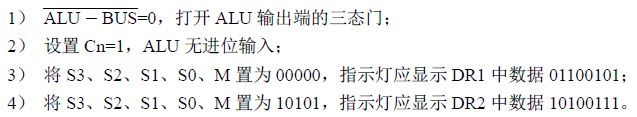 1） ALU－BUS=0，打开 ALU 输出端的三态门；
2） 设置 Cn=1，ALU 无进位输入；
3） 将 S3、S2、S1、S0、M 置为 00000，指示灯应显示 DR1 中数据 01100101；
4） 将 S3、S2、S1、S0、M 置为 10101，指示灯应显示 DR2 中数据 10100111。